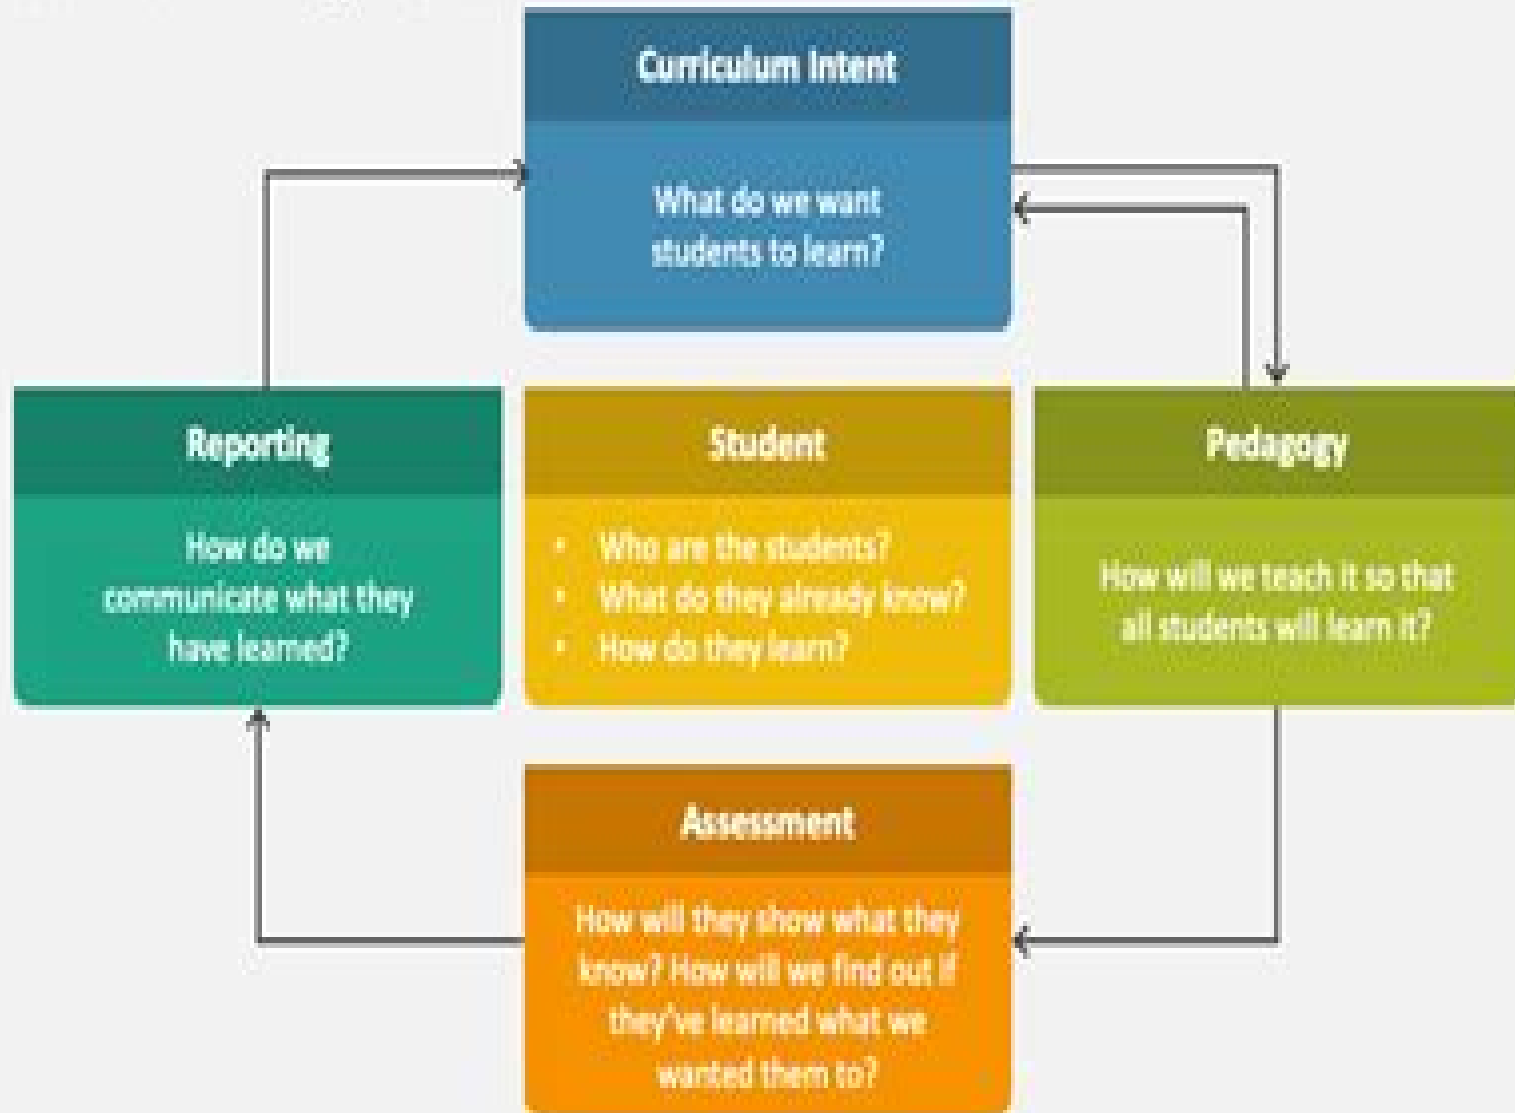 Curriculum Intent
What do we want
students to learn?
Reporting
How do we
communicate what they
have learned?
Student
• Who are the students?
• What do they already know?
• How do they learn?
Pedagogy
How will we teach it so that
all students will learn it?
Assessment
How will they show what they
know? How will we find out if
they've learned what we
wanted them to?